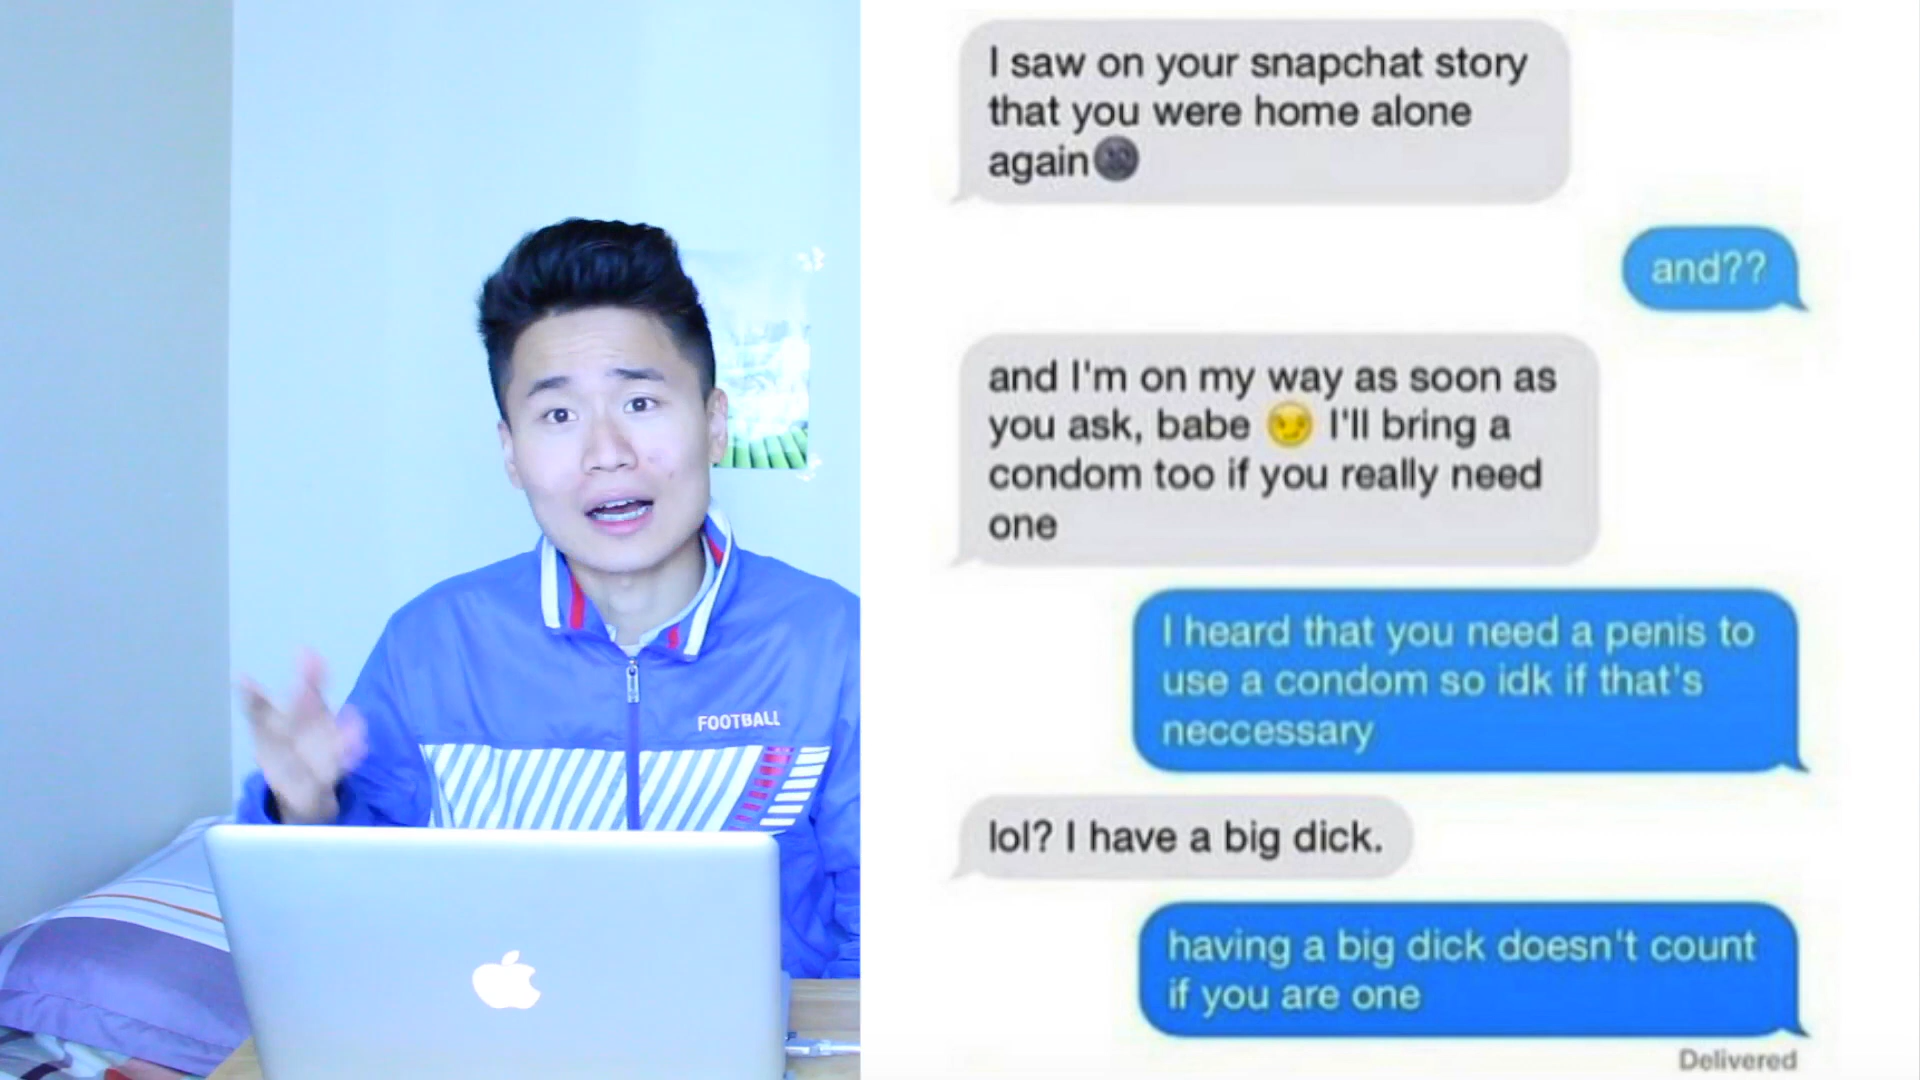 FOOTBALL
I saw on your snapchat story
that you were home alone
again🌚
and??
and I'm on my way as soon as
you ask, babe 😏 I'll bring a
condom too if you really need
one
I heard that you need a penis to
use a condom so idk if that's
neccessary
lol? I have a big dick.
having a big dick doesn't count
if you are one
Delivered